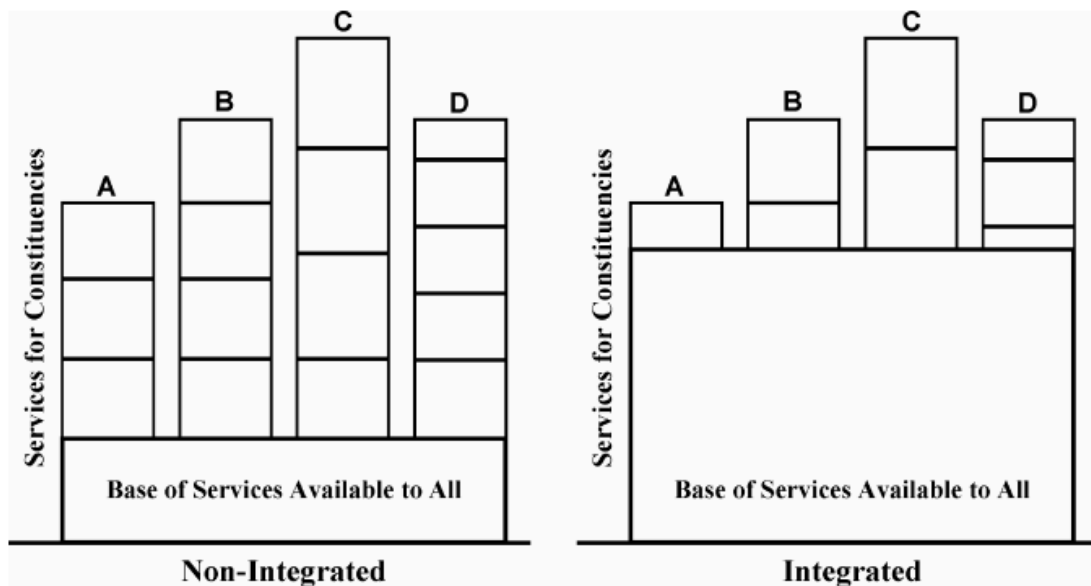 Services for Constituencies
A
B
C
D
Base of Services Available to All
Non-Integrated
Services for Constituencies
A
B
C
D
Base of Services Available to All
Integrated